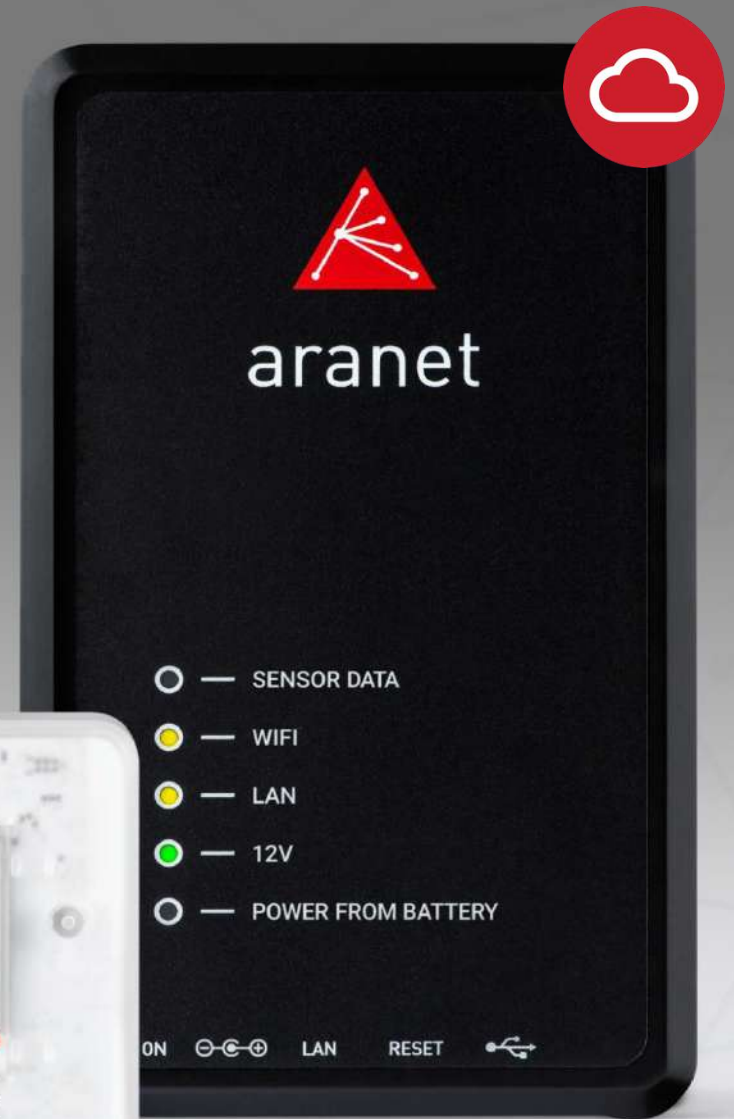 aranet
SENSOR DATA
WIFI
LAN
12V
POWER FROM BATTERY
ON LAN RESET